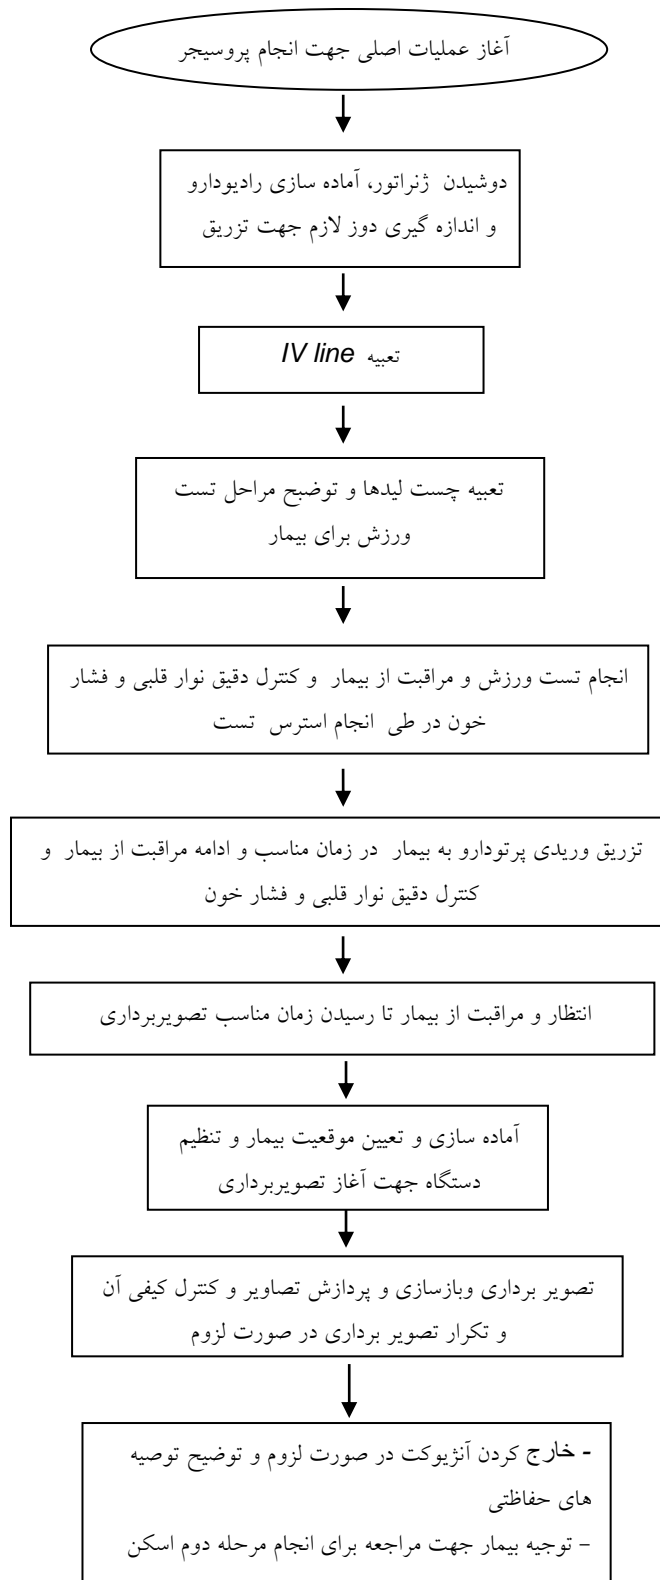 آغاز عملیات اصلی جهت انجام پروسیجر
دوشیدن ژنراتور، آماده سازی رادیودارو
و اندازه گیری دوز لازم جهت تزریق
تعبیه IV line
تعبیه چست لیدها و توضیح مراحل تست
ورزش برای بیمار
انجام تست ورزش و مراقبت از بیمار و کنترل دقیق نوار قلبی و فشار
خون در طی انجام استرس تست
تزریق وریدی پرتودارو به بیمار در زمان مناسب و ادامه مراقبت از بیمار و
کنترل دقیق نوار قلبی و فشار خون
انتظار و مراقبت از بیمار تا رسیدن زمان مناسب تصویربرداری
آماده سازی و تعیین موقعیت بیمار و تنظیم
دستگاه جهت آغاز تصویربرداری
تصویر برداری وبازسازی و پردازش تصاویر و کنترل کیفی آن
و تکرار تصویر برداری در صورت لزوم
- خارج کردن آنژیوکت در صورت لزوم و توضیح توصیه
های حفاظتی
– توجیه بیمار جهت مراجعه برای انجام مرحله دوم اسکن